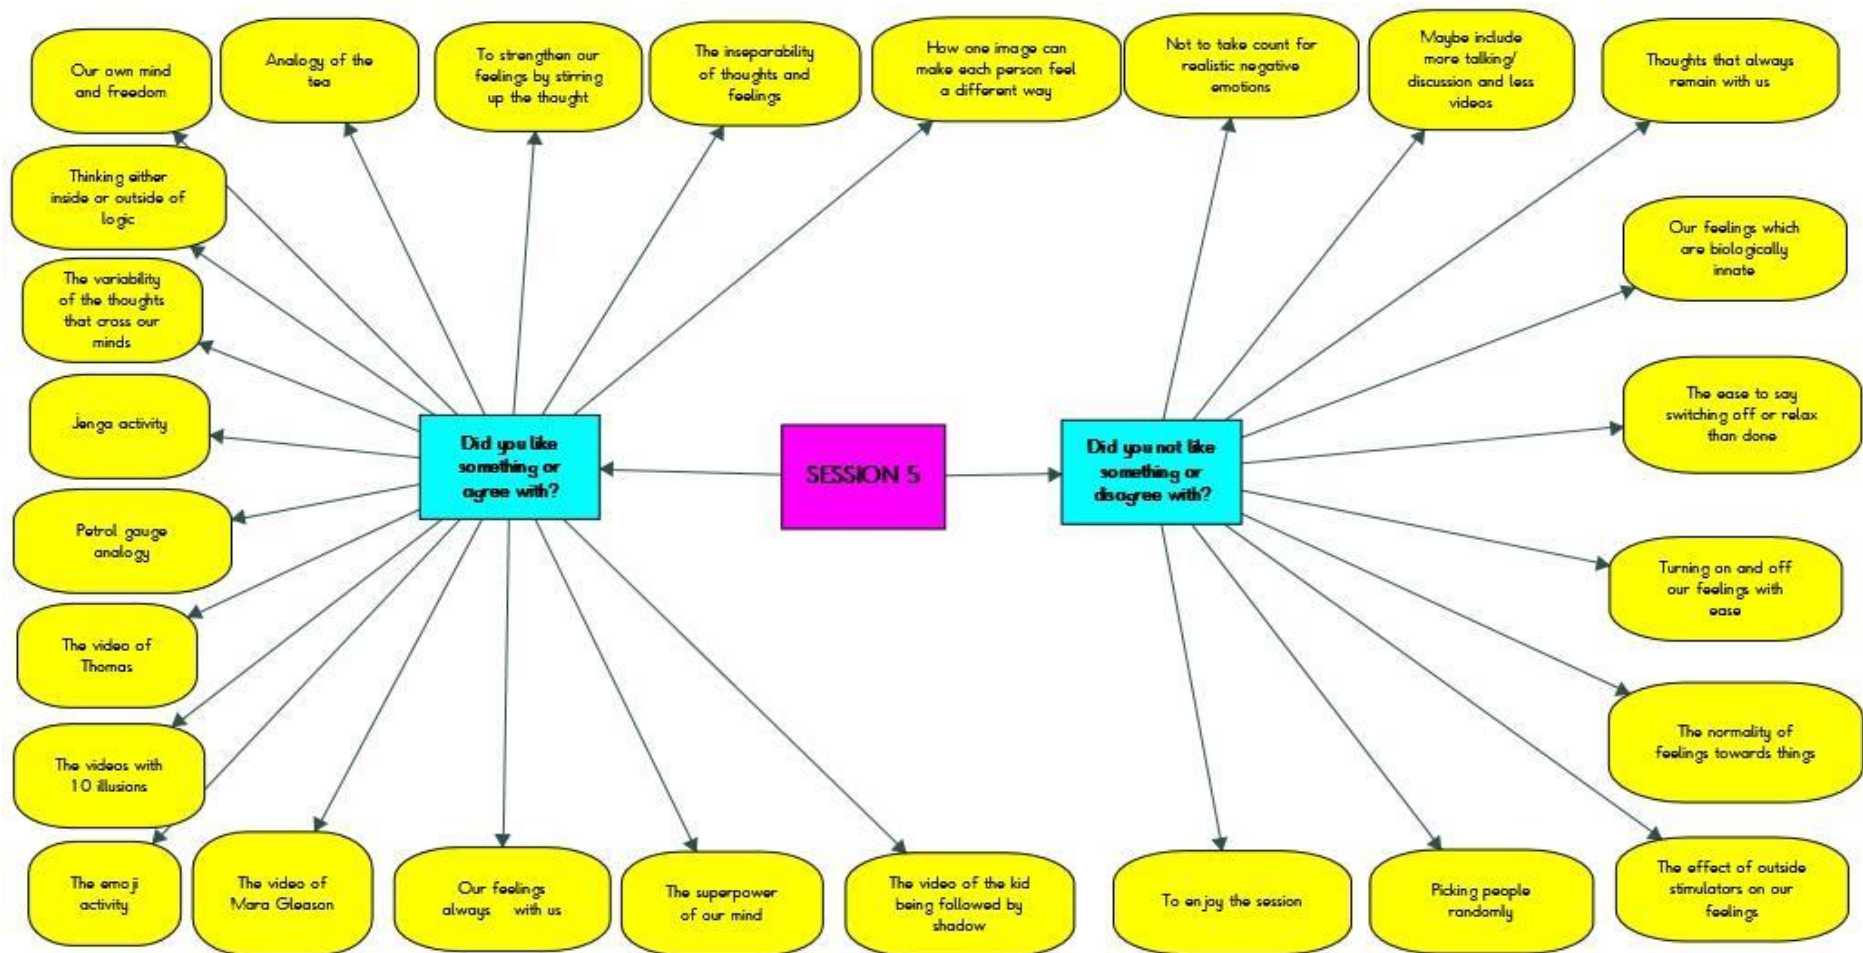 Our own mind
and freedom
Analogy of the
tea
To strengthen our
feelings by stirring
up the thought
The inseparability
of thoughts and
feelings
How one image can
make each person feel
a different way
Not to take count for
realistic negative
emotions
Maybe include
more talking/
discussion and less
videos
Thoughts that always
remain with us
Thinking either
inside or outside of
logic
The variability
of the thoughts
that cross our
minds
Jenga activity
Petrol gauge
analogy
The video of
Thomas
The videos with
10 illusions
The emoji
activity
The video of
Mara Gleason
Our feelings
always with us
The superpower
of our mind
The video of the kid
being followed by
shadow
Did you like
something or
agree with?
SESSION 5
Did you not like
something or
disagree with?
Our feelings which
are biologically
innate
The ease to say
switching off or relax
than done
Turning on and off
our feelings with
ease
The normality of
feelings towards things
The effect of outside
stimulators on our
feelings
Picking people
randomly
To enjoy the session